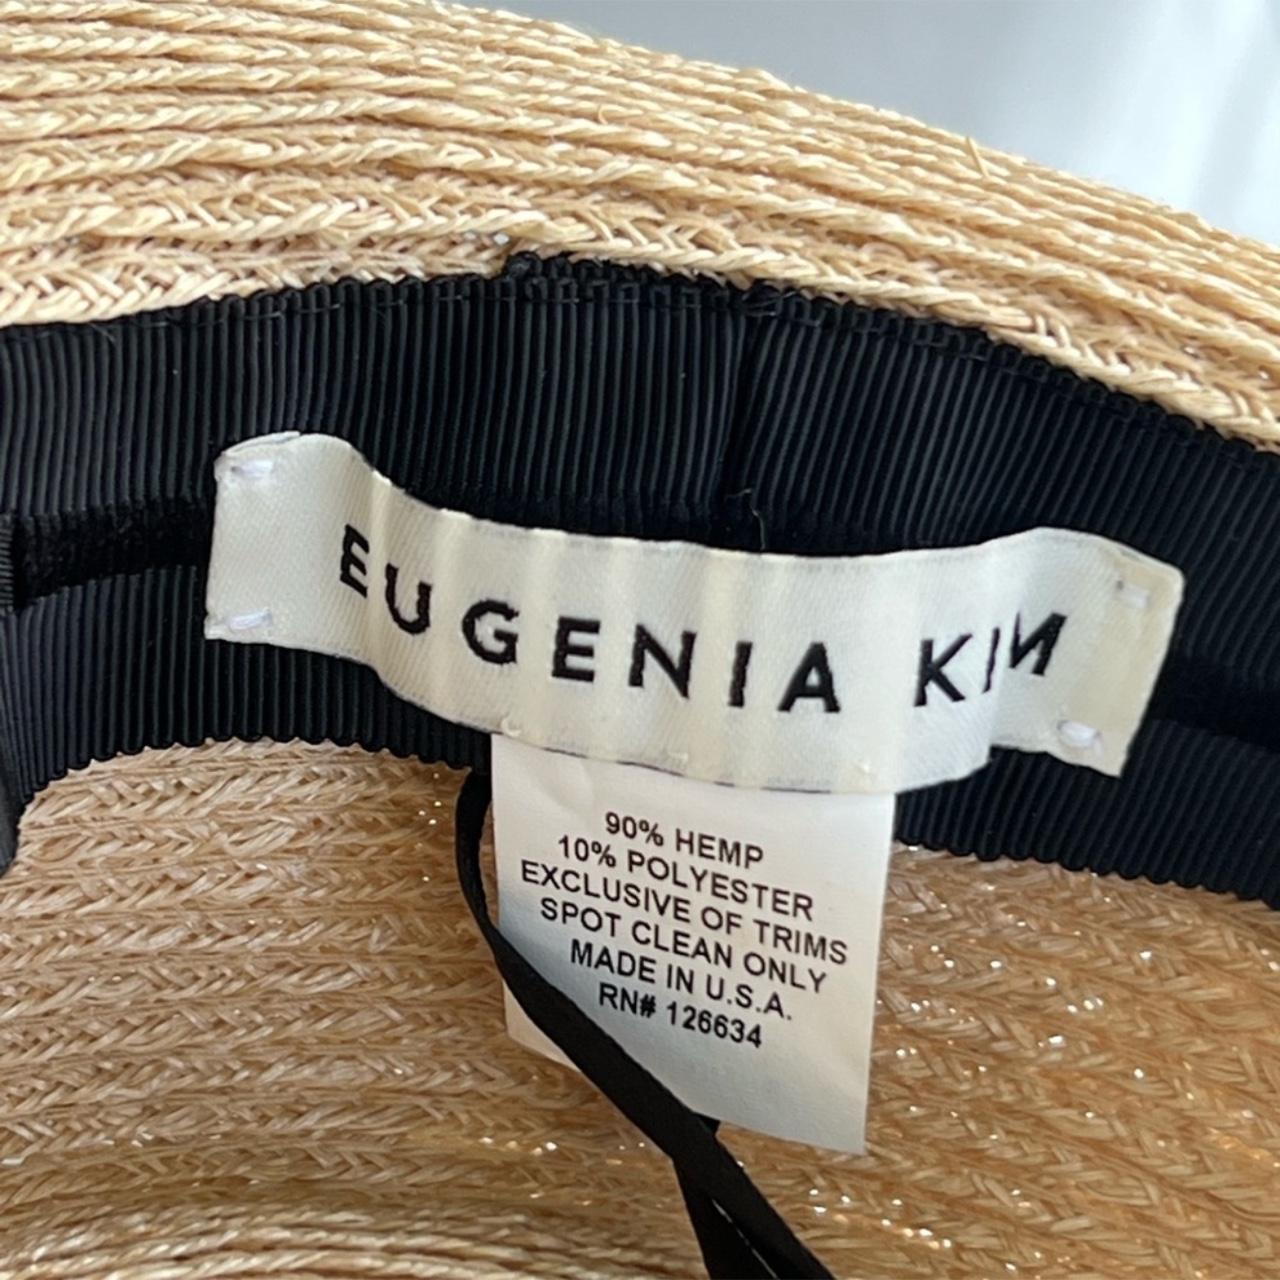 EUGENIA KIM
90% HEMP
10% POLYESTER
EXCLUSIVE OF TRIMS
SPOT CLEAN ONLY
MADE IN U.S.A.
RN# 126634